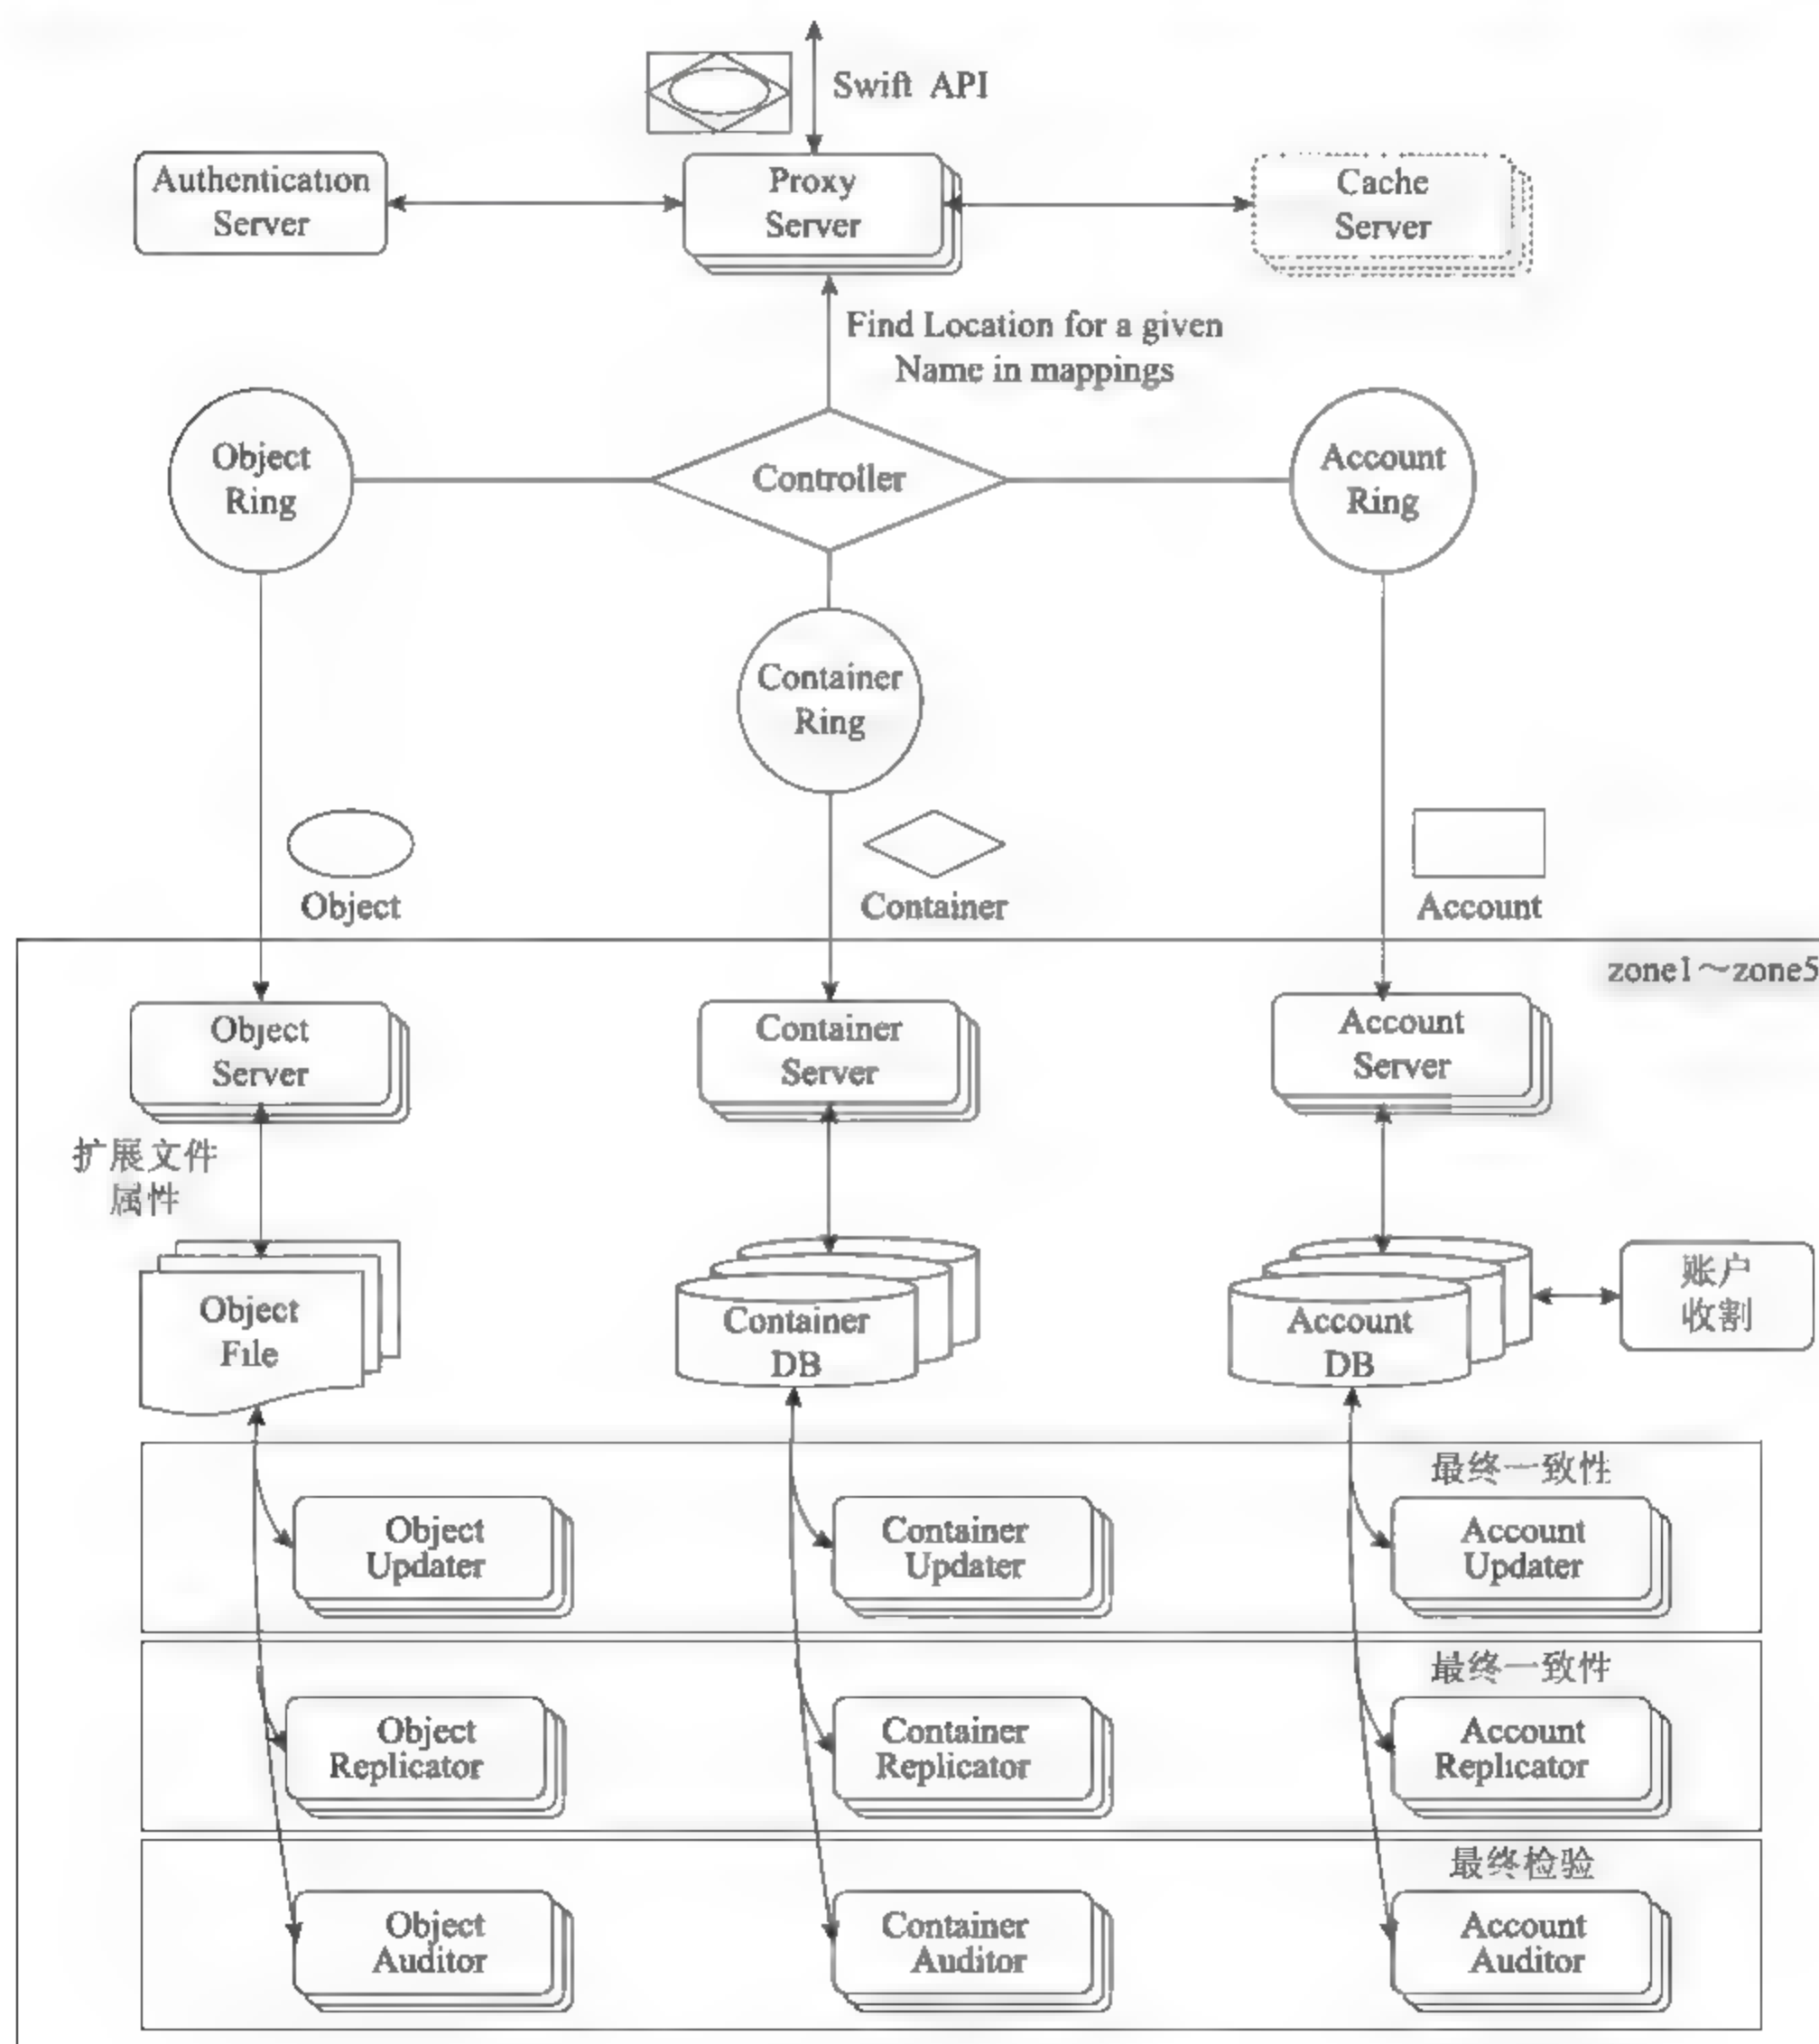 Swift API
Authentication
Server
Proxy
Server
Cache
Server
Find Location for a given
Name in mappings
Object
Ring
Controller
Account
Ring
Container
Ring
Object
Container
Account
zone1～zone5
Object
Server
Container
Server
Account
Server
扩展文件
属性
Object
File
Container
DB
Account
DB
账户
收割
最终一致性
Object
Updater
Container
Updater
Account
Updater
最终一致性
Object
Replicator
Container
Replicator
Account
Replicator
最终检验
Object
Auditor
Container
Auditor
Account
Auditor